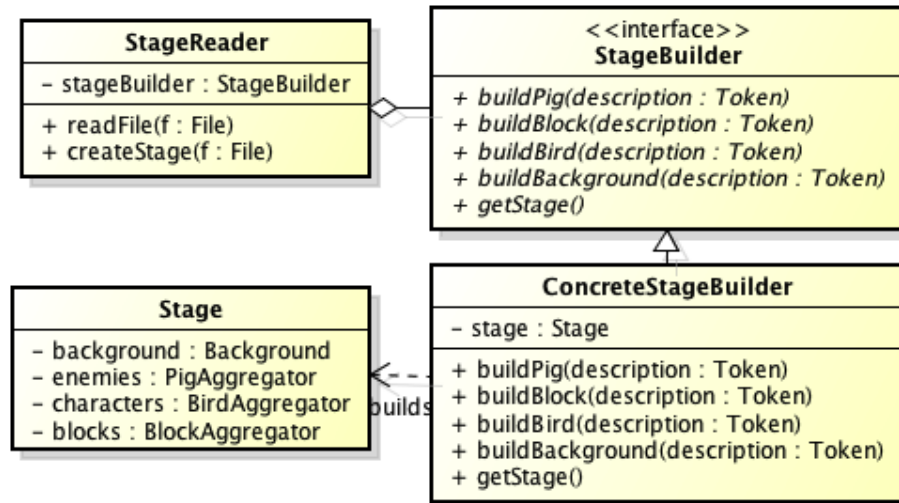 StageReader
- stageBuilder : StageBuilder
+ readFile(f : File)
+ createStage(f : File)
<<interface>>
StageBuilder
+ buildPig(description : Token)
+ buildBlock(description : Token)
+ buildBird(description : Token)
+ buildBackground(description : Token)
+ getStage()
Stage
- background : Background
- enemies : PigAggregator
- characters : BirdAggregator
- blocks : BlockAggregator
builds
ConcreteStageBuilder
- stage : Stage
+ buildPig(description : Token)
+ buildBlock(description : Token)
+ buildBird(description : Token)
+ buildBackground(description : Token)
+ getStage()